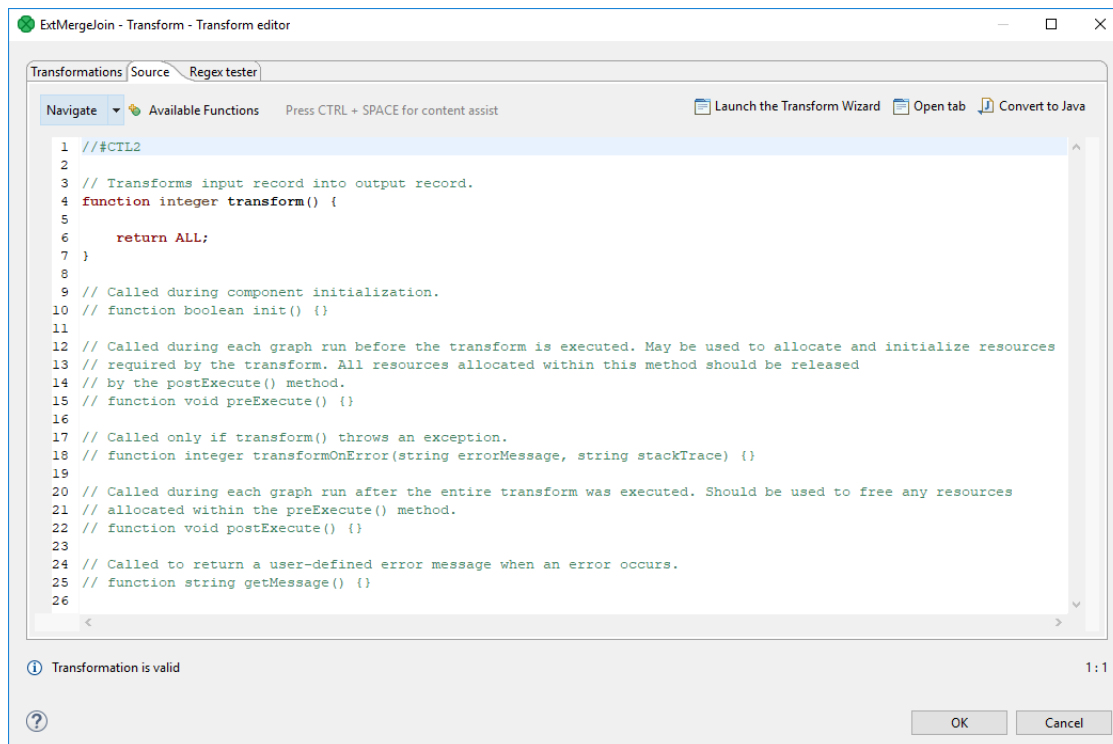 ExtMergeJoin - Transform - Transform editor
Transformations Source Regex tester
Navigate Available Functions Press CTRL + SPACE for content assist Launch the Transform Wizard Open tab Convert to Java
1 //#CTL2
2
3 // Transforms input record into output record.
4 function integer transform() {
5
6 return ALL;
7 }
8
9 // Called during component initialization.
10 // function boolean init() {}
11
12 // Called during each graph run before the transform is executed. May be used to allocate and initialize resources
13 // required by the transform. All resources allocated within this method should be released
14 // by the postExecute() method.
15 // function void preExecute() {}
16
17 // Called only if transform() throws an exception.
18 // function integer transformOnError(string errorMessage, string stackTrace) {}
19
20 // Called during each graph run after the entire transform was executed. Should be used to free any resources
21 // allocated within the preExecute() method.
22 // function void postExecute() {}
23
24 // Called to return a user-defined error message when an error occurs.
25 // function string getMessage() {}
26
Transformation is valid 1:1
? OK Cancel